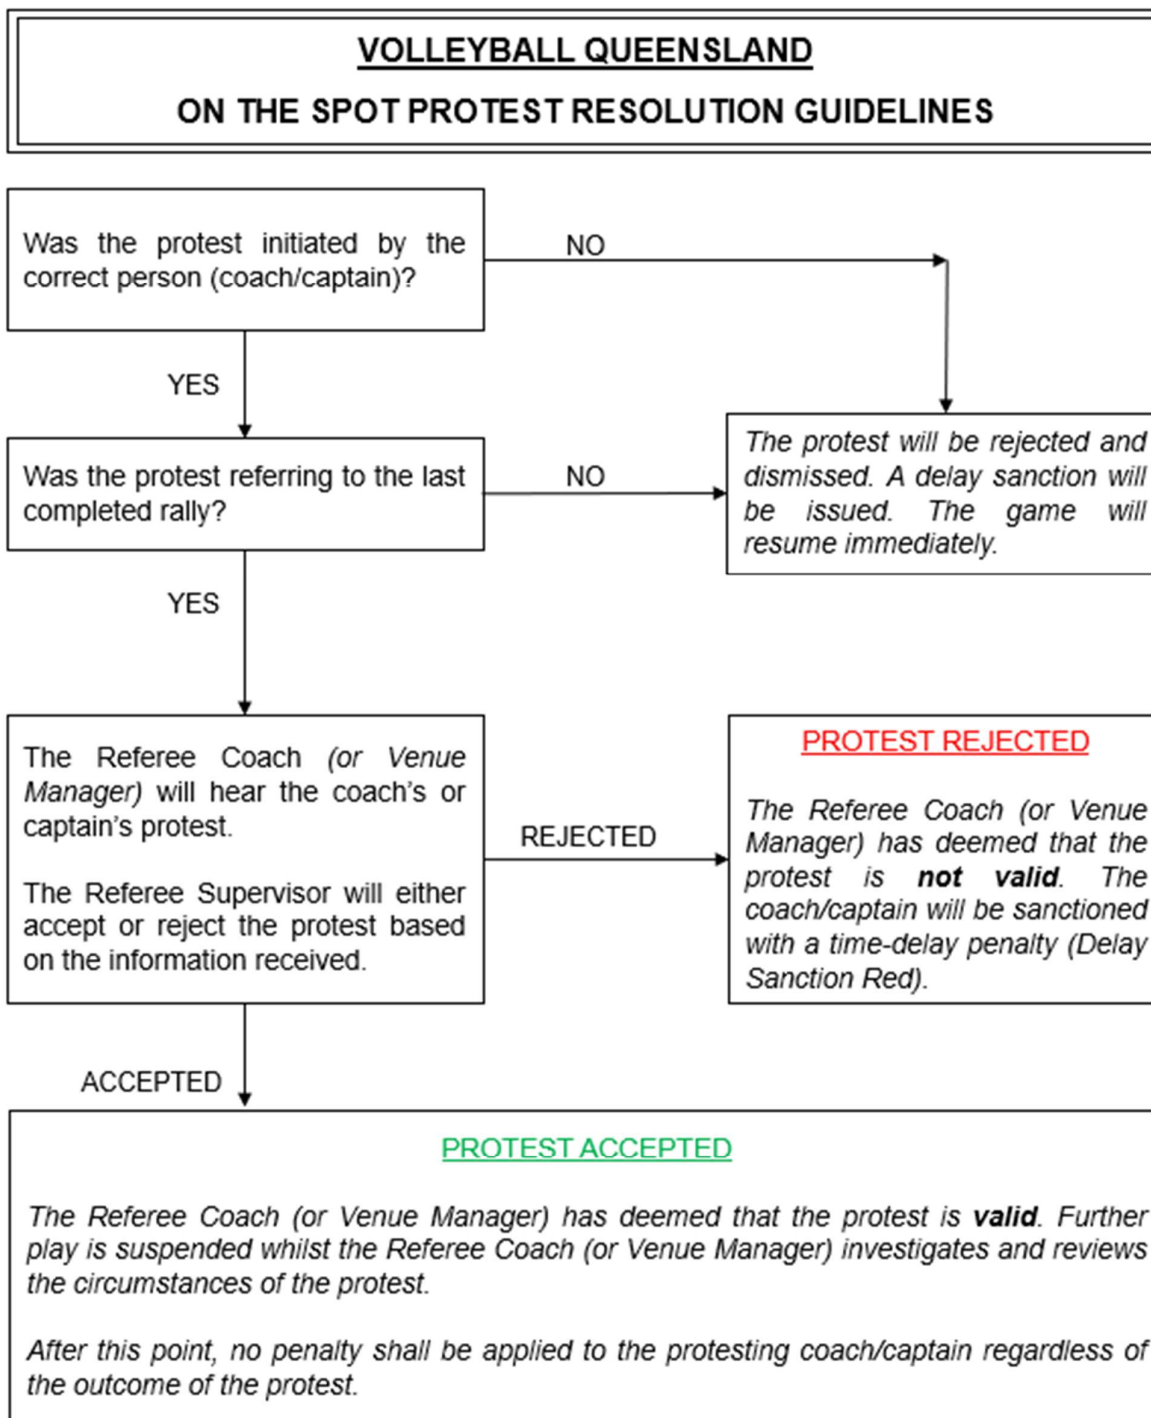 VOLLEYBALL QUEENSLAND
ON THE SPOT PROTEST RESOLUTION GUIDELINES
Was the protest initiated by the
correct person (coach/captain)?
NO
YES
Was the protest referring to the last
completed rally?
NO
The protest will be rejected and
dismissed. A delay sanction will
be issued. The game will
resume immediately.
YES
The Referee Coach (or Venue
Manager) will hear the coach's or
captain's protest.
The Referee Supervisor will either
accept or reject the protest based
on the information received.
REJECTED
PROTEST REJECTED
The Referee Coach (or Venue
Manager) has deemed that the
protest is not valid. The
coach/captain will be sanctioned
with a time-delay penalty (Delay
Sanction Red).
ACCEPTED
PROTEST ACCEPTED
The Referee Coach (or Venue Manager) has deemed that the protest is valid. Further
play is suspended whilst the Referee Coach (or Venue Manager) investigates and reviews
the circumstances of the protest.
After this point, no penalty shall be applied to the protesting coach/captain regardless of
the outcome of the protest.